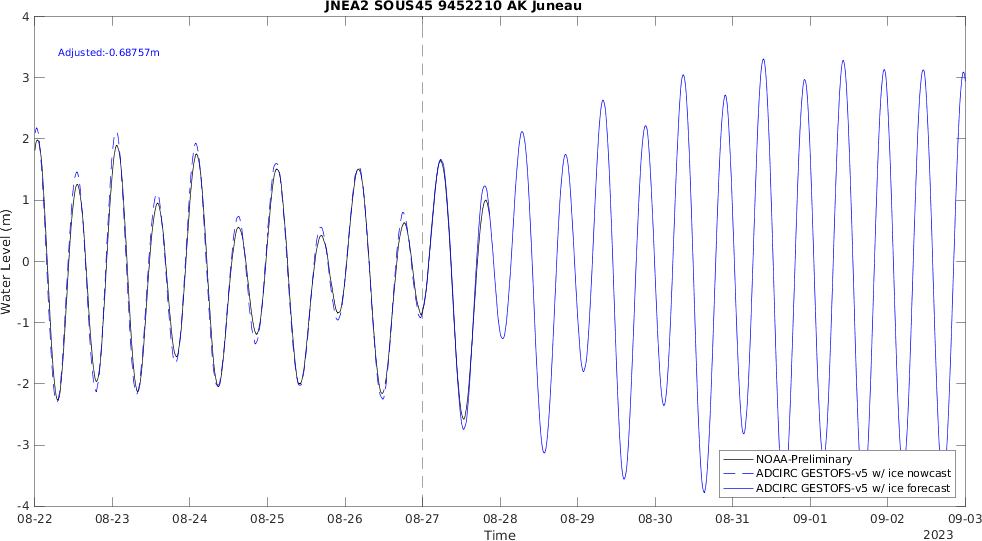 JNEA2 SOUS45 9452210 AK Juneau
Adjusted:-0.68757m
4
3
2
1
0
-1
-2
-3
-4
Water Level (m)
NOAA-Preliminary
ADCIRC GESTOFS-v5 w/ ice nowcast
ADCIRC GESTOFS-v5 w/ ice forecast
08-22 08-23 08-24 08-25 08-26 08-27 08-28 08-29 08-30 08-31 09-01 09-02 09-03
Time
2023